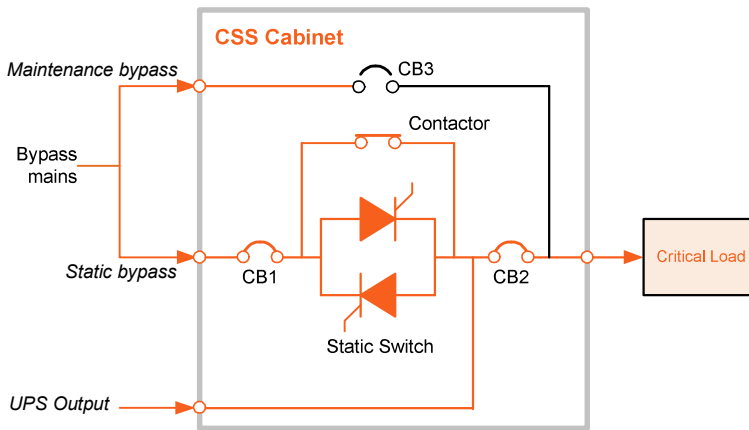 CSS Cabinet
Maintenance bypass
CB3
Contactor
Bypass
mains
Static bypass
CB1
CB2
Critical Load
Static Switch
UPS Output